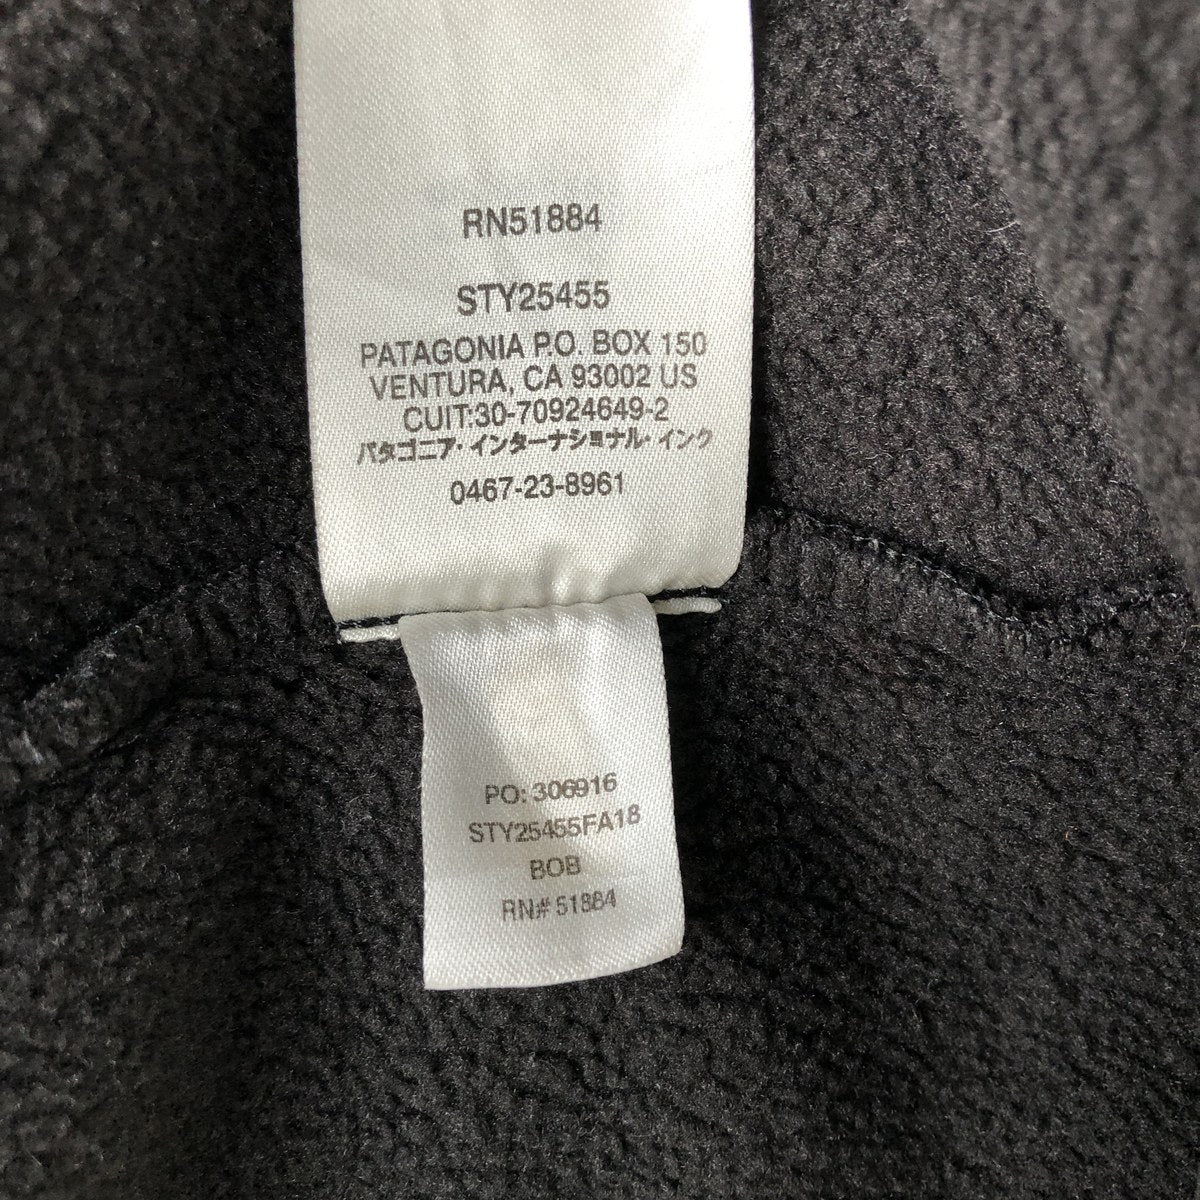 RN51884
STY25455
PATAGONIA P.O. BOX 150
VENTURA, CA 93002 US
CUIT:30-70924649-2
パタゴニア・インターナショナル・インク
0467-23-8961
PO: 306916
STY25455FA18
BOB
RN# 51884